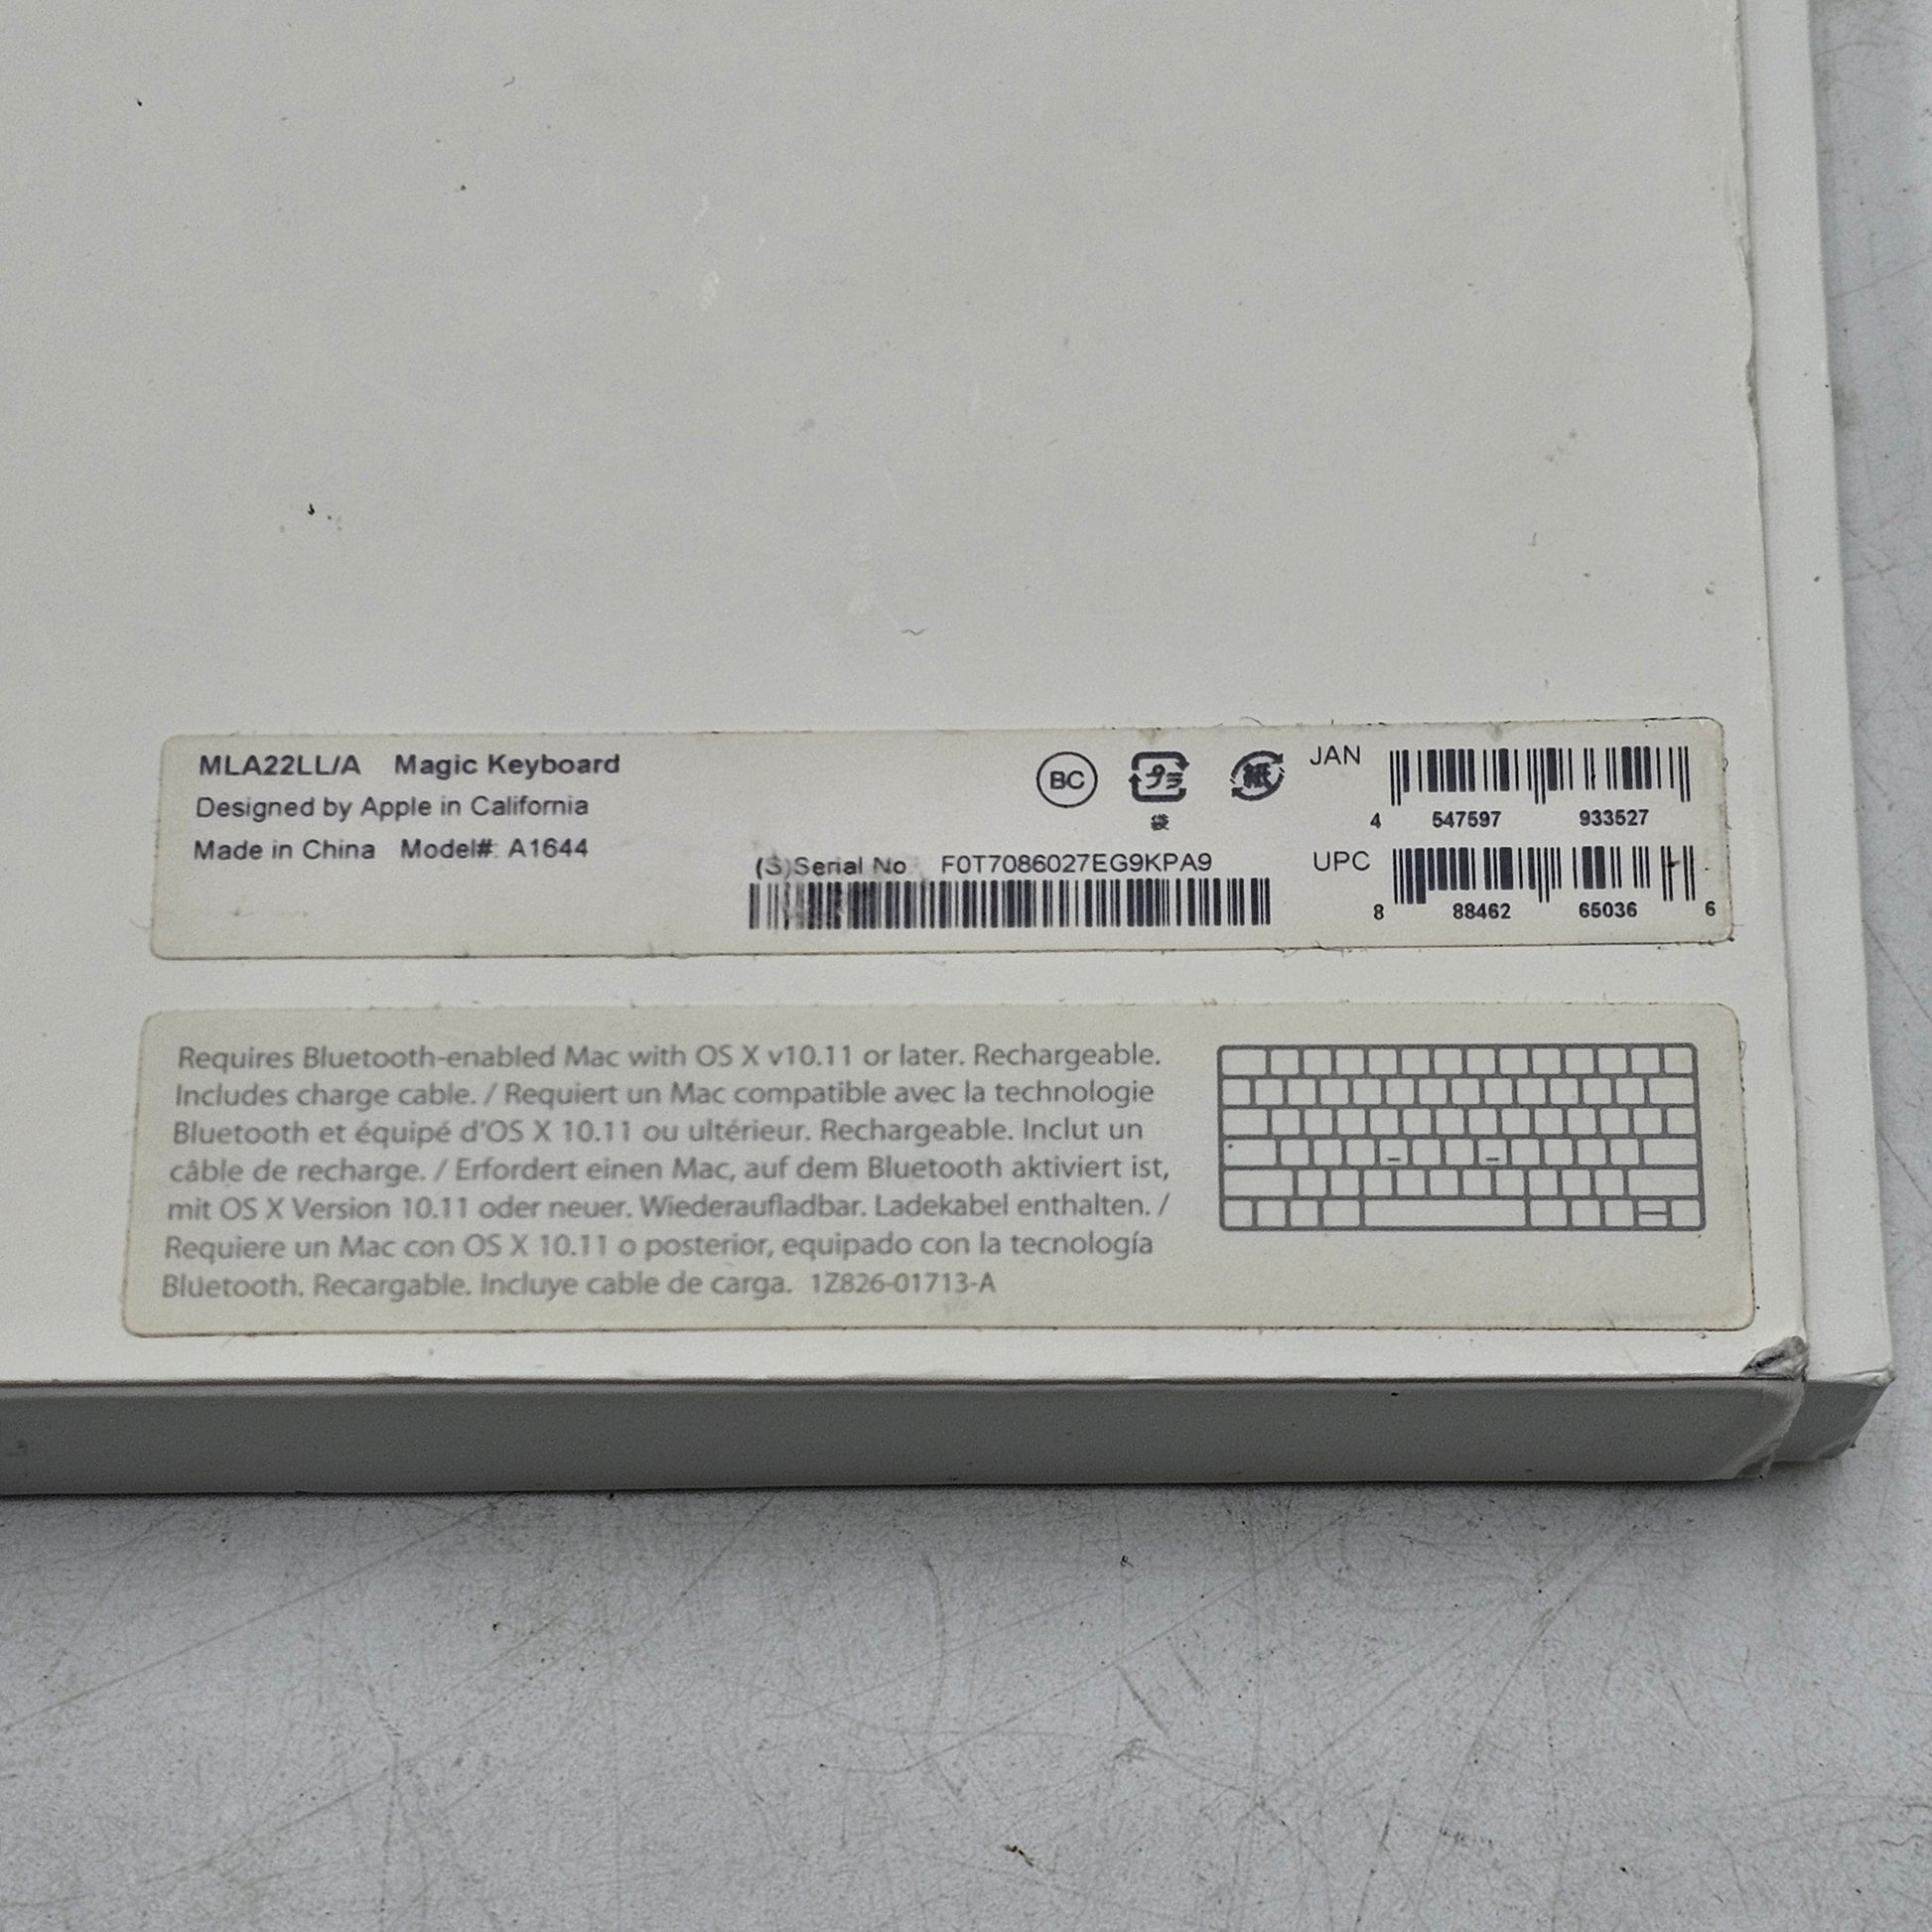 MLA22LL/A Magic Keyboard
Designed by Apple in California
Made in China Model#: A1644
BC
プラ
袋
紙
(S)Serial No F0T7086027EG9KPA9
JAN
4 547597 933527
UPC
8 88462 65036 6
Requires Bluetooth-enabled Mac with OS X v10.11 or later. Rechargeable.
Includes charge cable. / Requiert un Mac compatible avec la technologie
Bluetooth et équipé d'OS X 10.11 ou ultérieur. Rechargeable. Inclut un
câble de recharge. / Erfordert einen Mac, auf dem Bluetooth aktiviert ist,
mit OS X Version 10.11 oder neuer. Wiederaufladbar. Ladekabel enthalten. /
Requiere un Mac con OS X 10.11 o posterior, equipado con la tecnología
Bluetooth. Recargable. Incluye cable de carga. 1Z826-01713-A